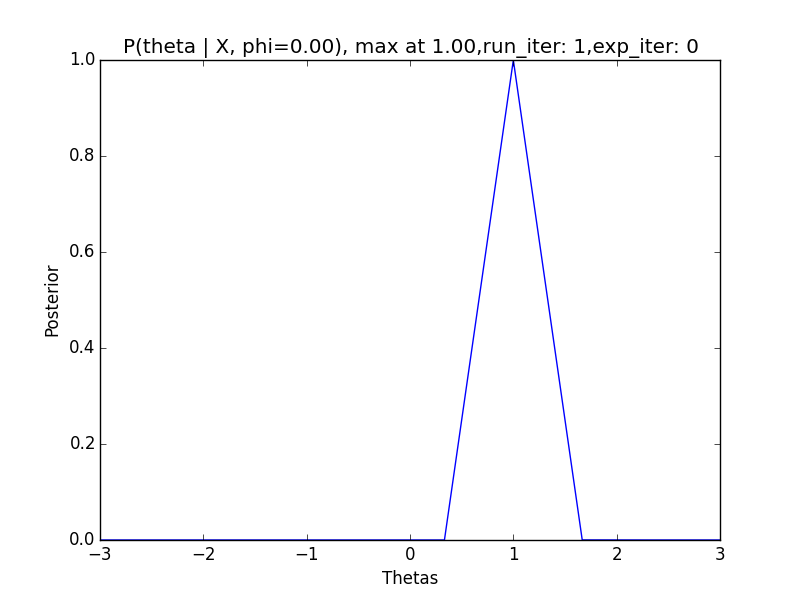 P(theta | X, phi=0.00), max at 1.00,run_iter: 1,exp_iter: 0
1.0
0.8
0.6
0.4
0.2
0.0
Posterior
−3 −2 −1 0 1 2 3
Thetas